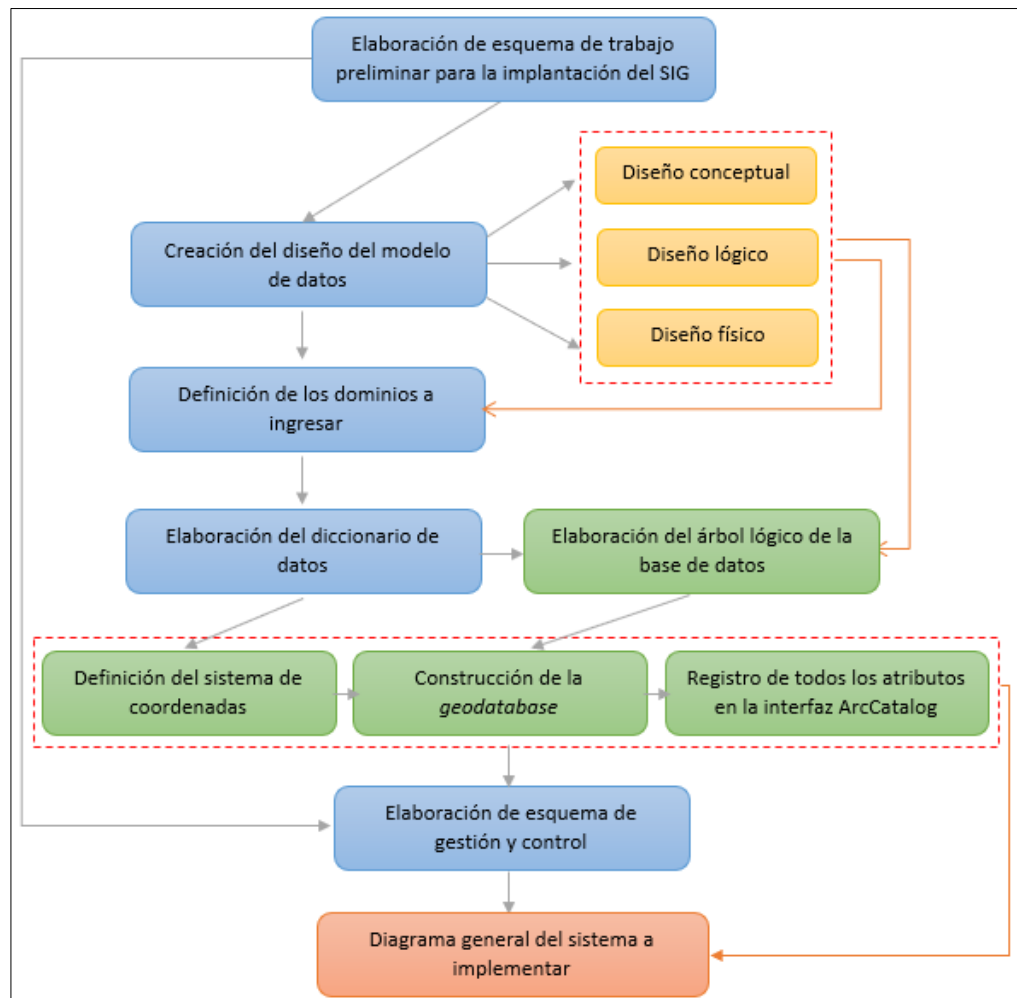 Elaboración de esquema de trabajo
preliminar para la implantación del SIG
Diseño conceptual
Creación del diseño del modelo
de datos
Diseño lógico
Diseño físico
Definición de los dominios a
ingresar
Elaboración del diccionario de
datos
Elaboración del árbol lógico de la
base de datos
Definición del sistema de
coordenadas
Construcción de la
geodatabase
Registro de todos los atributos
en la interfaz ArcCatalog
Elaboración de esquema de
gestión y control
Diagrama general del sistema a
implementar